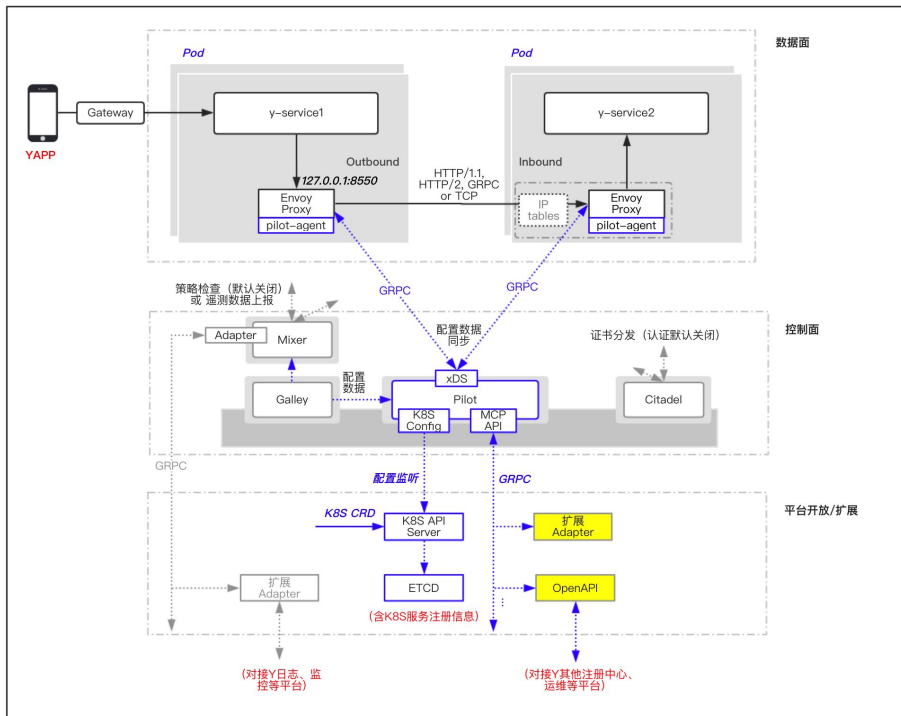 数据面
Pod
Pod
y-service1
y-service2
Gateway
YAPP
Outbound
Inbound
127.0.0.1:8550
HTTP/1.1,
HTTP/2, GRPC
or TCP
Envoy
Proxy
pilot-agent
IP
tables
Envoy
Proxy
pilot-agent
GRPC
GRPC
策略检查（默认关闭）
或 遥测数据上报
控制面
Adapter
Mixer
配置数据
同步
证书分发（认证默认关闭）
xDS
配置
数据
Galley
Pilot
Citadel
K8S
Config
MCP
API
GRPC
配置监听
GRPC
平台开放/扩展
K8S CRD
K8S API
Server
扩展
Adapter
扩展
Adapter
ETCD
OpenAPI
(含K8S服务注册信息)
(对接Y日志、监
控等平台)
(对接Y其他注册中心、
运维等平台)